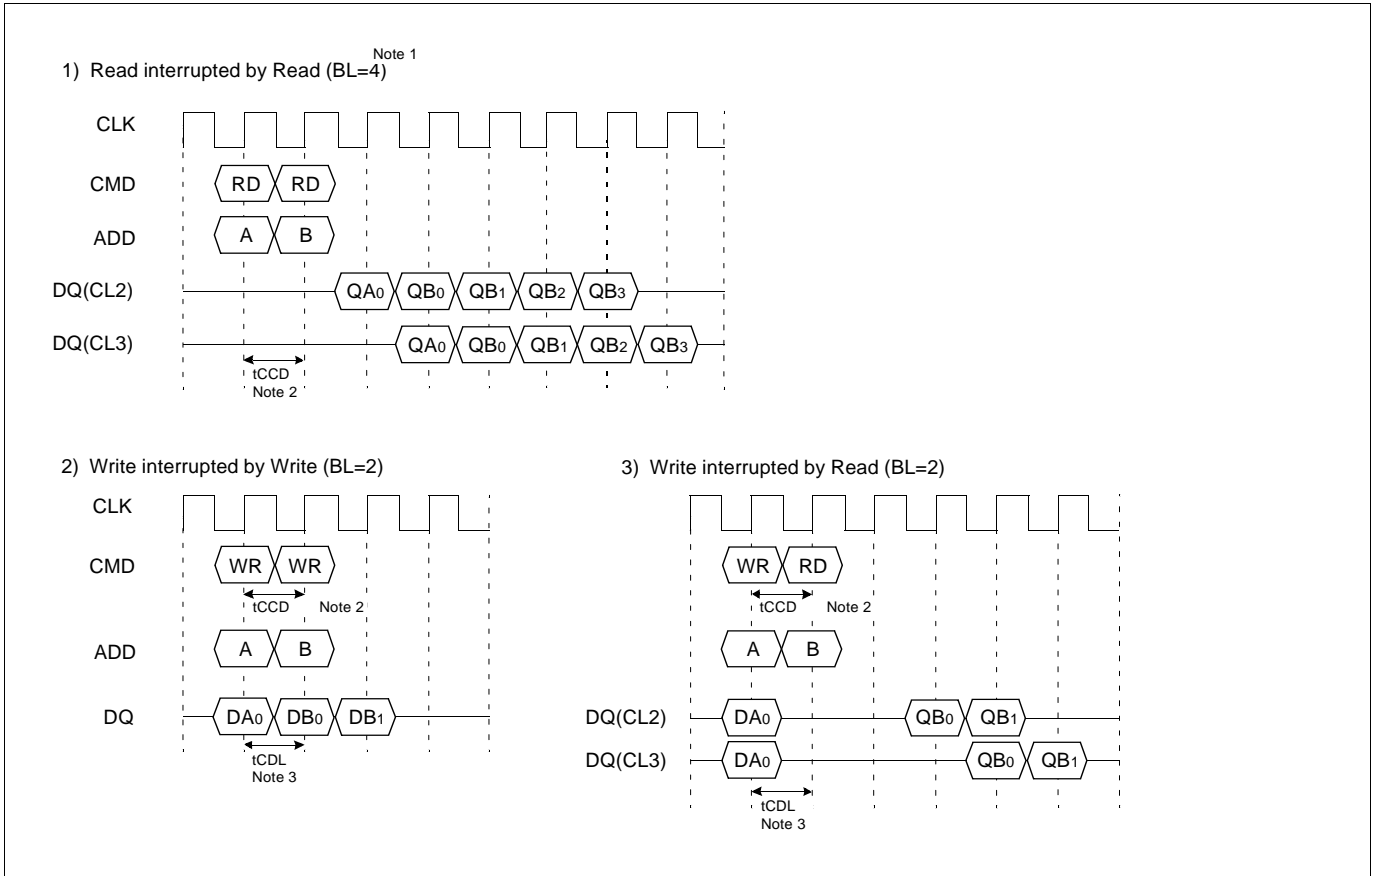 Note 1
1) Read interrupted by Read (BL=4)
CLK
CMD RD RD
ADD A B
DQ(CL2) QA0 QB0 QB1 QB2 QB3
DQ(CL3) QA0 QB0 QB1 QB2 QB3
tCCD
Note 2
2) Write interrupted by Write (BL=2)
CLK
CMD WR WR
tCCD Note 2
ADD A B
DQ DA0 DB0 DB1
tCDL
Note 3
3) Write interrupted by Read (BL=2)
WR RD
tCCD Note 2
A B
DQ(CL2) DA0 QB0 QB1
DQ(CL3) DA0 QB0 QB1
tCDL
Note 3